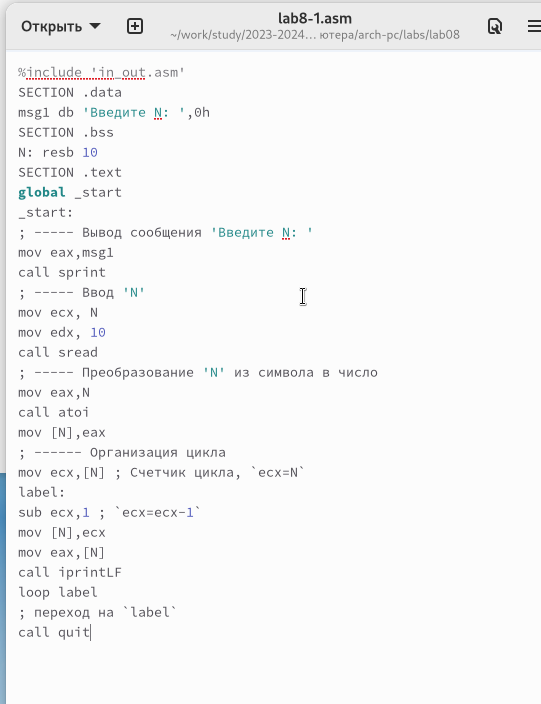 Открыть
lab8-1.asm
~/work/study/2023-2024… ютера/arch-pc/labs/lab08
%include 'in_out.asm'
SECTION .data
msg1 db 'Введите N: ',0h
SECTION .bss
N: resb 10
SECTION .text
global _start
_start:
; ----- Вывод сообщения 'Введите N: '
mov eax,msg1
call sprint
; ----- Ввод 'N'
mov ecx, N
mov edx, 10
call sread
; ----- Преобразование 'N' из символа в число
mov eax,N
call atoi
mov [N],eax
; ------ Организация цикла
mov ecx,[N] ; Счетчик цикла, `ecx=N`
label:
sub ecx,1 ; `ecx=ecx-1`
mov [N],ecx
mov eax,[N]
call iprintLF
loop label
; переход на `label`
call quit